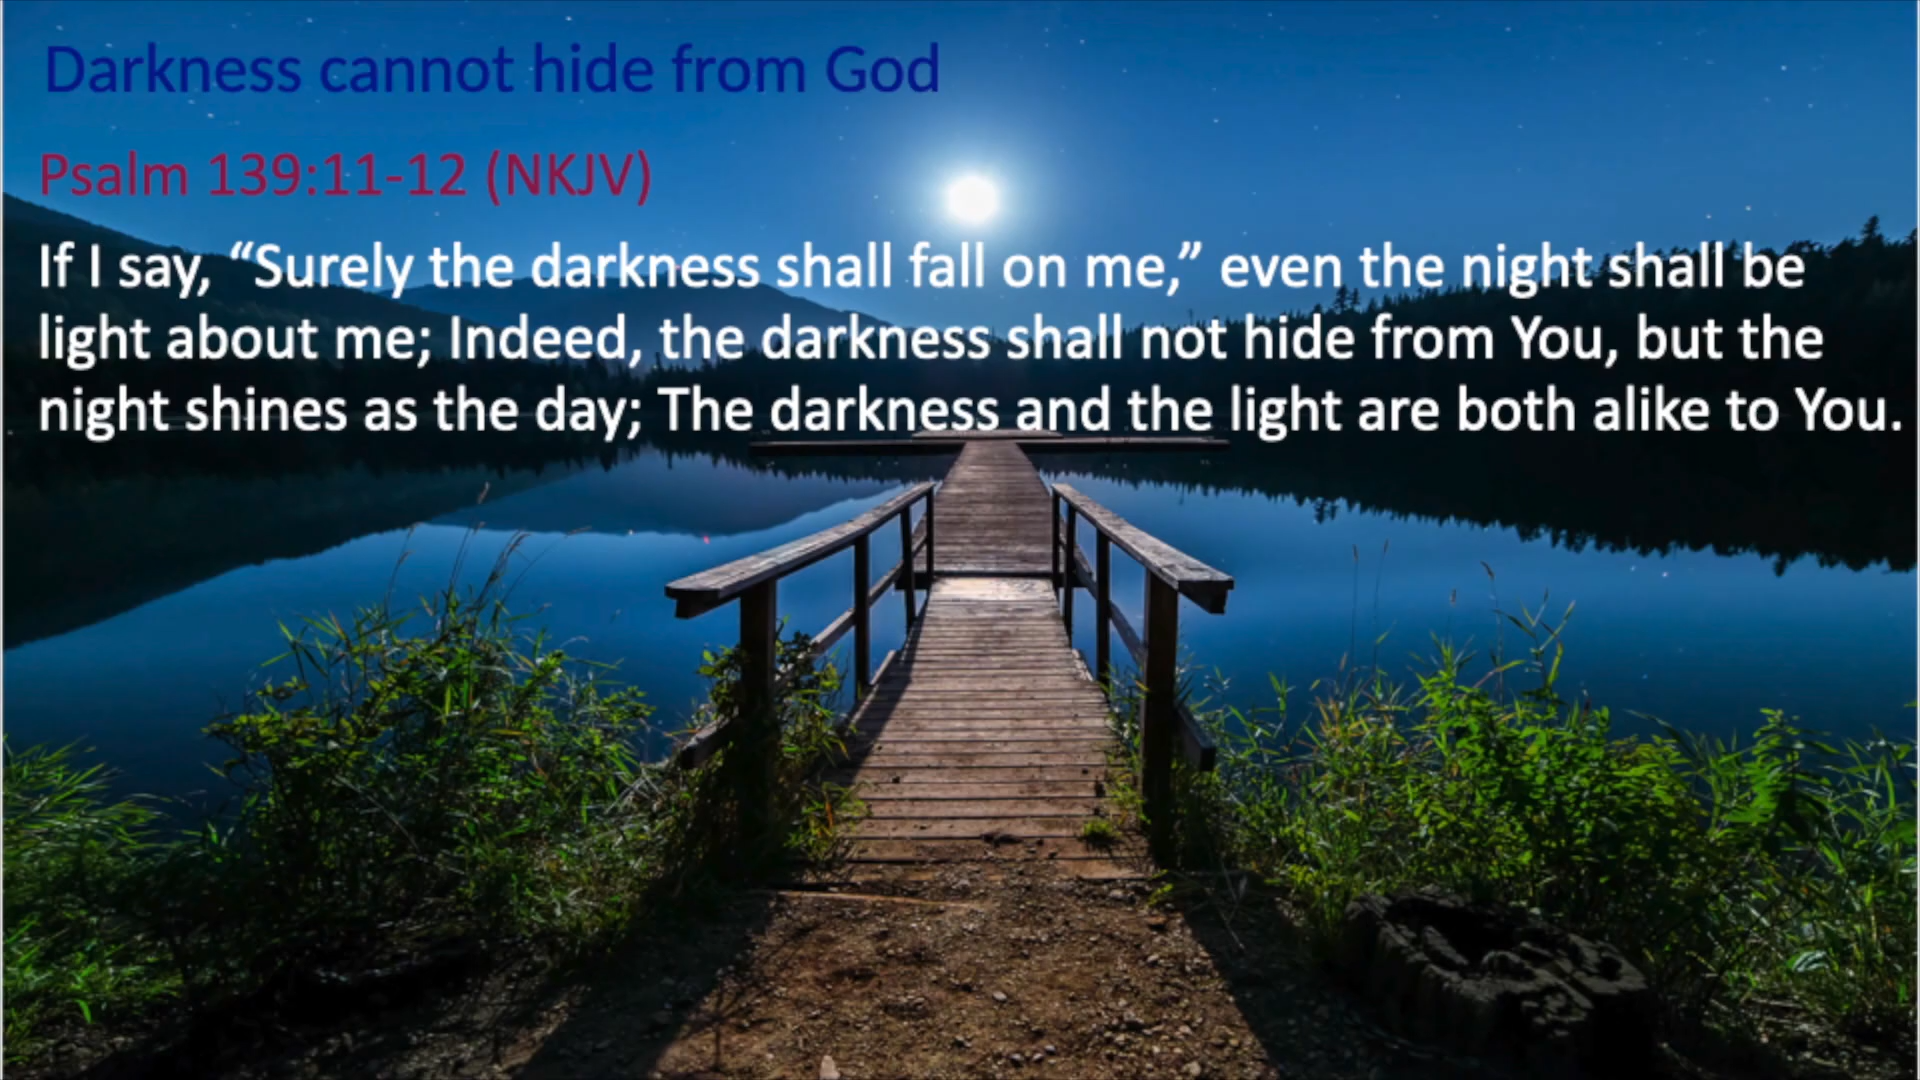 Darkness cannot hide from God
Psalm 139:11-12 (NKJV)
If I say, “Surely the darkness shall fall on me,” even the night shall be
light about me; Indeed, the darkness shall not hide from You, but the
night shines as the day; The darkness and the light are both alike to You.